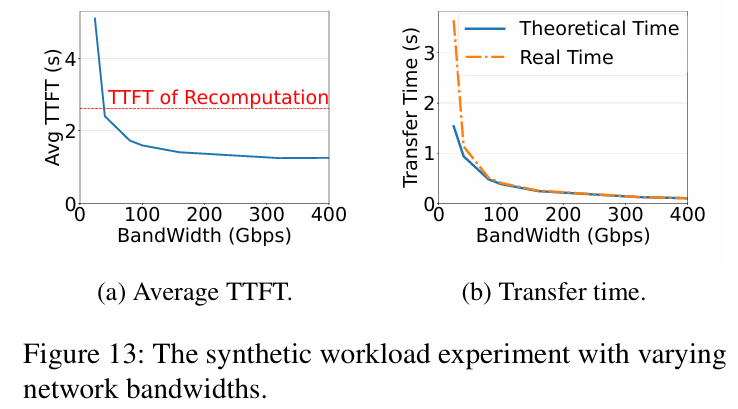 Avg TTFT (s)
4
2
0
TTFT of Recomputation
0 100 200 300 400
BandWidth (Gbps)
(a) Average TTFT.
Transfer Time (s)
3
2
1
0
Theoretical Time
Real Time
0 100 200 300 400
BandWidth (Gbps)
(b) Transfer time.
Figure 13: The synthetic workload experiment with varying
network bandwidths.